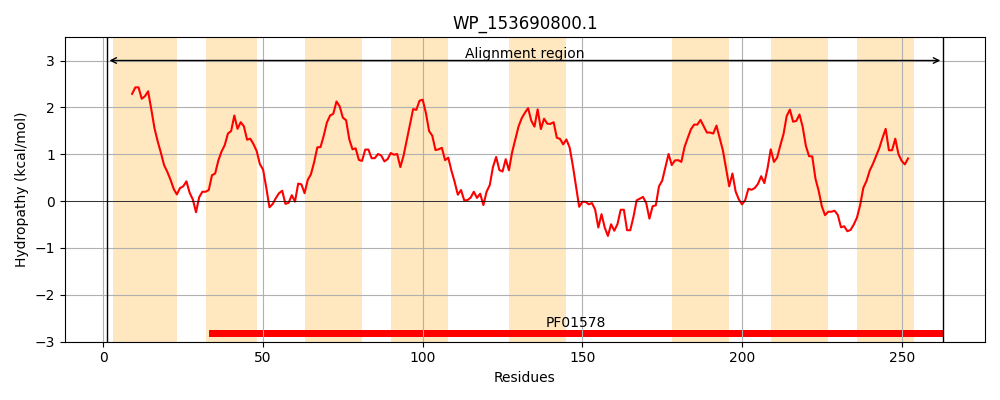 WP_153690800.1
Alignment region
Hydropathy (kcal/mol)
3
2
1
0
−1
−2
−3
PF01578
0 50 100 150 200 250
Residues